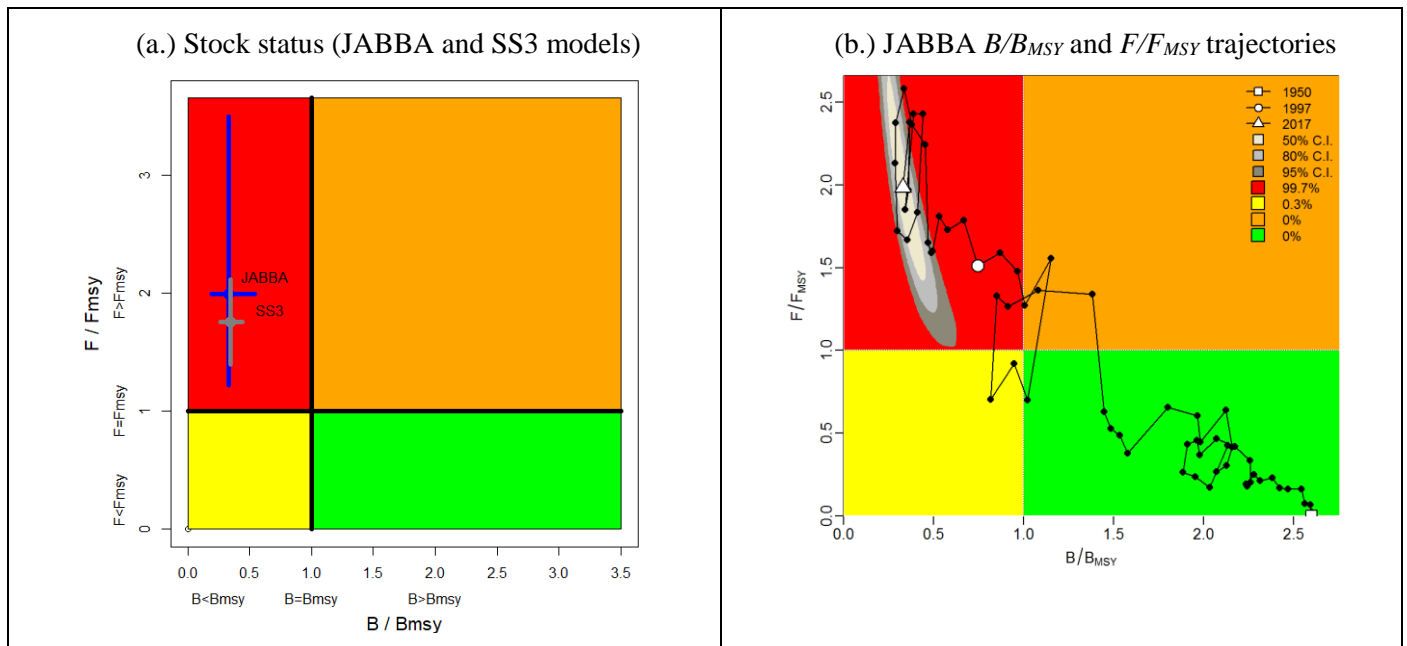 (a.) Stock status (JABBA and SS3 models)
F / Fmsy
F<Fmsy
F=Fmsy
F>Fmsy
3
2
1
0
JABBA
SS3
0.0 0.5 1.0 1.5 2.0 2.5 3.0 3.5
B<Bmsy B=Bmsy B>Bmsy
B / Bmsy
(b.) JABBA B/BMSY and F/FMSY trajectories
F/FMSY
2.5
2.0
1.5
1.0
0.5
0.0
1950
1997
2017
50% C.I.
80% C.I.
95% C.I.
99.7%
0.3%
0%
0%
0.0 0.5 1.0 1.5 2.0 2.5
B/BMSY